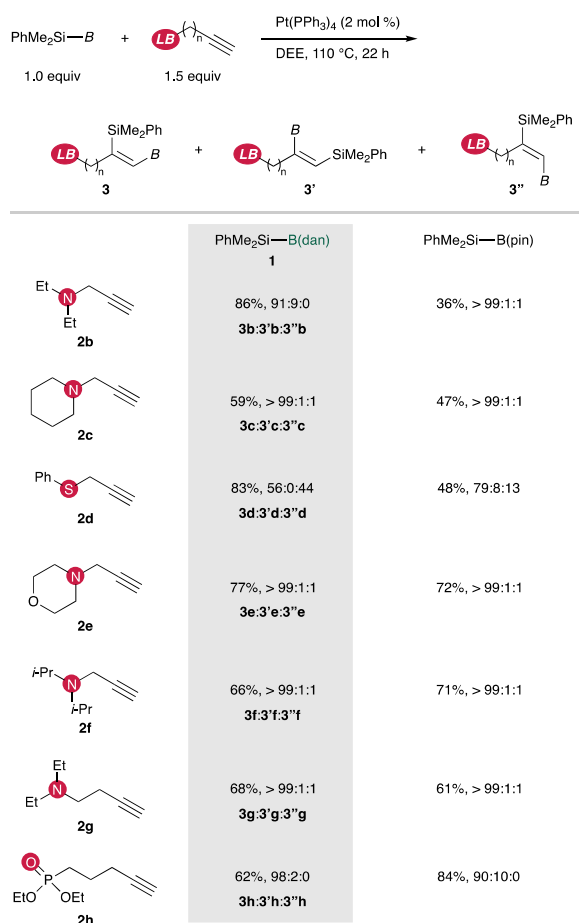 PhMe₂Si—B + LB ( )n Pt(PPh₃)₄ (2 mol %)
DEE, 110 °C, 22 h
1.0 equiv 1.5 equiv
LB ( )n SiMe₂Ph B + LB ( )n B SiMe₂Ph + LB ( )n SiMe₂Ph B
3 3' 3"
PhMe₂Si—B(dan) PhMe₂Si—B(pin)
1
Et N Et
2b
86%, 91:9:0 36%, > 99:1:1
3b:3'b:3"b
N
2c
59%, > 99:1:1 47%, > 99:1:1
3c:3'c:3"c
Ph S
2d
83%, 56:0:44 48%, 79:8:13
3d:3'd:3"d
N O
2e
77%, > 99:1:1 72%, > 99:1:1
3e:3'e:3"e
i-Pr N i-Pr
2f
66%, > 99:1:1 71%, > 99:1:1
3f:3'f:3"f
Et N Et
2g
68%, > 99:1:1 61%, > 99:1:1
3g:3'g:3"g
O P EtO OEt
2h
62%, 98:2:0 84%, 90:10:0
3h:3'h:3"h